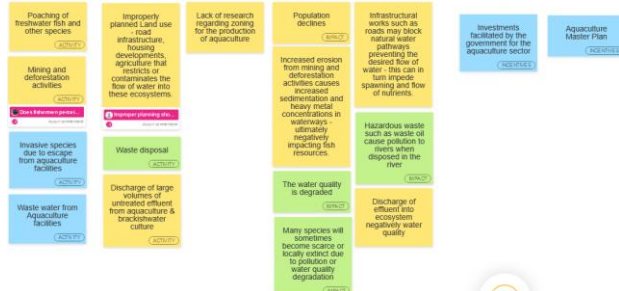 Poaching of
freshwater fish and
other species
ACTIVITY
Mining and
deforestation
activities
ACTIVITY
Invasive species
due to escape
from aquaculture
facilities
ACTIVITY
Waste water from
Aquaculture
facilities
ACTIVITY
Improperly
planned Land use
- road
infrastructure,
housing
developments,
agriculture that
restricts or
contaminates the
flow of water into
these ecosystems.
Improper planning sho...
Waste disposal
ACTIVITY
Discharge of large
volumes of
untreated effluent
from aquaculture &
brackishwater
culture
Lack of research
regarding zoning
for the production
of aquaculture
Population
declines
IMPACT
Increased erosion
from mining and
deforestation
activities causes
increased
sedimentation and
heavy metal
concentrations in
waterways -
ultimately
negatively
impacting fish
resources.
The water quality
is degraded
IMPACT
Many species will
sometimes
become scarce or
locally extinct due
to pollution or
water quality
degradation
IMPACT
Infrastructural
works such as
roads may block
natural water
pathways
preventing the
desired flow of
water - this can in
turn impede
spawning and flow
of nutrients.
Hazardous waste
such as waste oil
cause pollution to
rivers when
disposed in the
river
IMPACT
Discharge of
effluent into
ecosystem
negatively water
quality
Investments
facilitated by the
government for the
aquaculture sector
INCENTIVES
Aquaculture
Master Plan
INCENTIVES